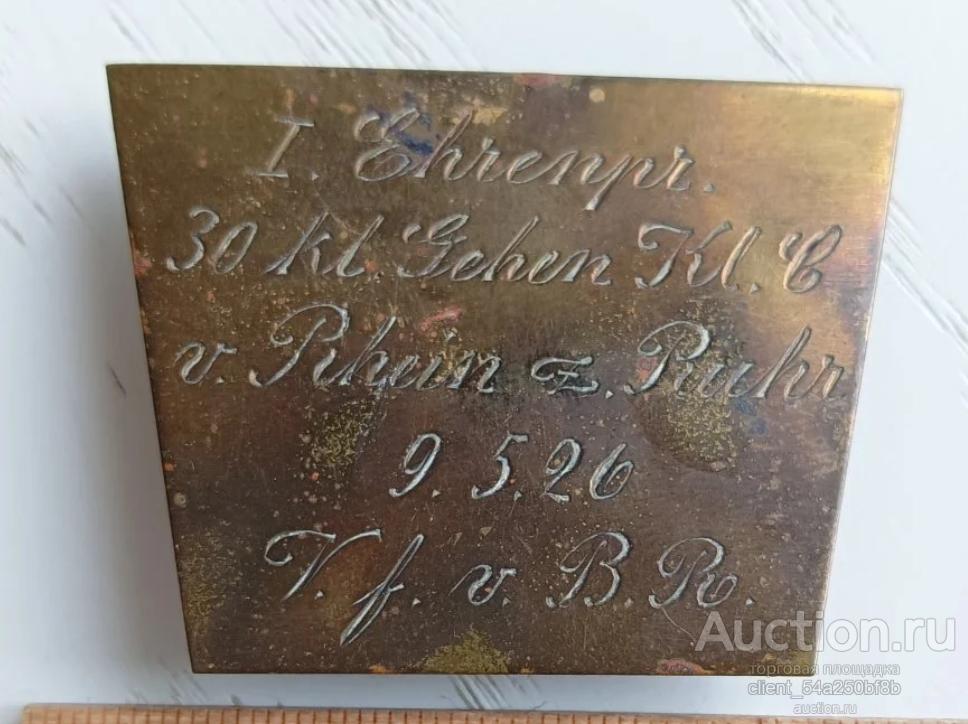 I. Ehrenpr.
30 kl. Gehen Kl. C
v. Rhein z. Ruhr
9.5.26
V. f. v. B. R.
Auction.ru
торговая площадка
client_54a250bf8b
auction.ru